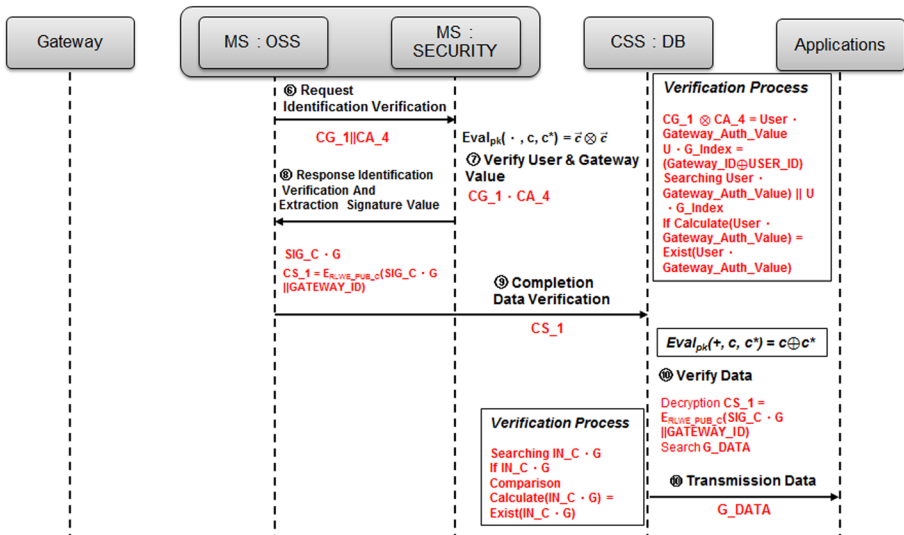 Gateway
MS : OSS
MS :
SECURITY
CSS : DB
Applications
⑥ Request
Identification Verification
CG_1||CA_4
Eval_pk( · , c, c*) = c⃗ ⊗ c⃗
⑦ Verify User & Gateway
Value
CG_1 · CA_4
⑧ Response Identification
Verification And
Extraction Signature Value
SIG_C · G
CS_1 = E_RLWE_PUB_C(SIG_C · G
||GATEWAY_ID)
⑨ Completion
Data Verification
CS_1
Verification Process
CG_1 ⊗ CA_4 = User ·
Gateway_Auth_Value
U · G_Index =
(Gateway_ID⊕USER_ID)
Searching User ·
Gateway_Auth_Value) || U
· G_Index
If Calculate(User ·
Gateway_Auth_Value) =
Exist(User ·
Gateway_Auth_Value)
Eval_pk(+, c, c*) = c⊕c*
⑩ Verify Data
Decryption CS_1 =
E_RLWE_PUB_C(SIG_C · G
||GATEWAY_ID)
Search G_DATA
Verification Process
Searching IN_C · G
If IN_C · G
Comparison
Calculate(IN_C · G) =
Exist(IN_C · G)
⑩ Transmission Data
G_DATA